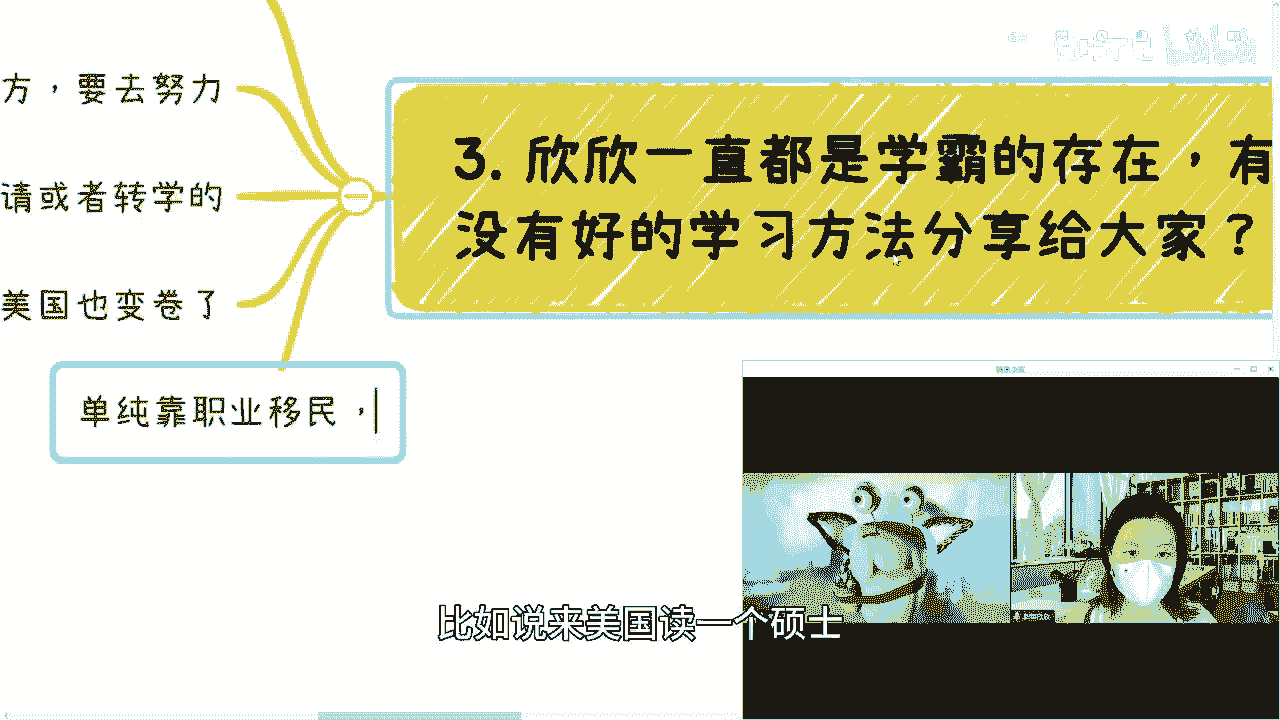 方，要去努力
请或者转学的
美国也变卷了
单纯靠职业移民，
3. 欣欣一直都是学霸的存在，有
没有好的学习方法分享给大家？
比如说来美国读一个硕士